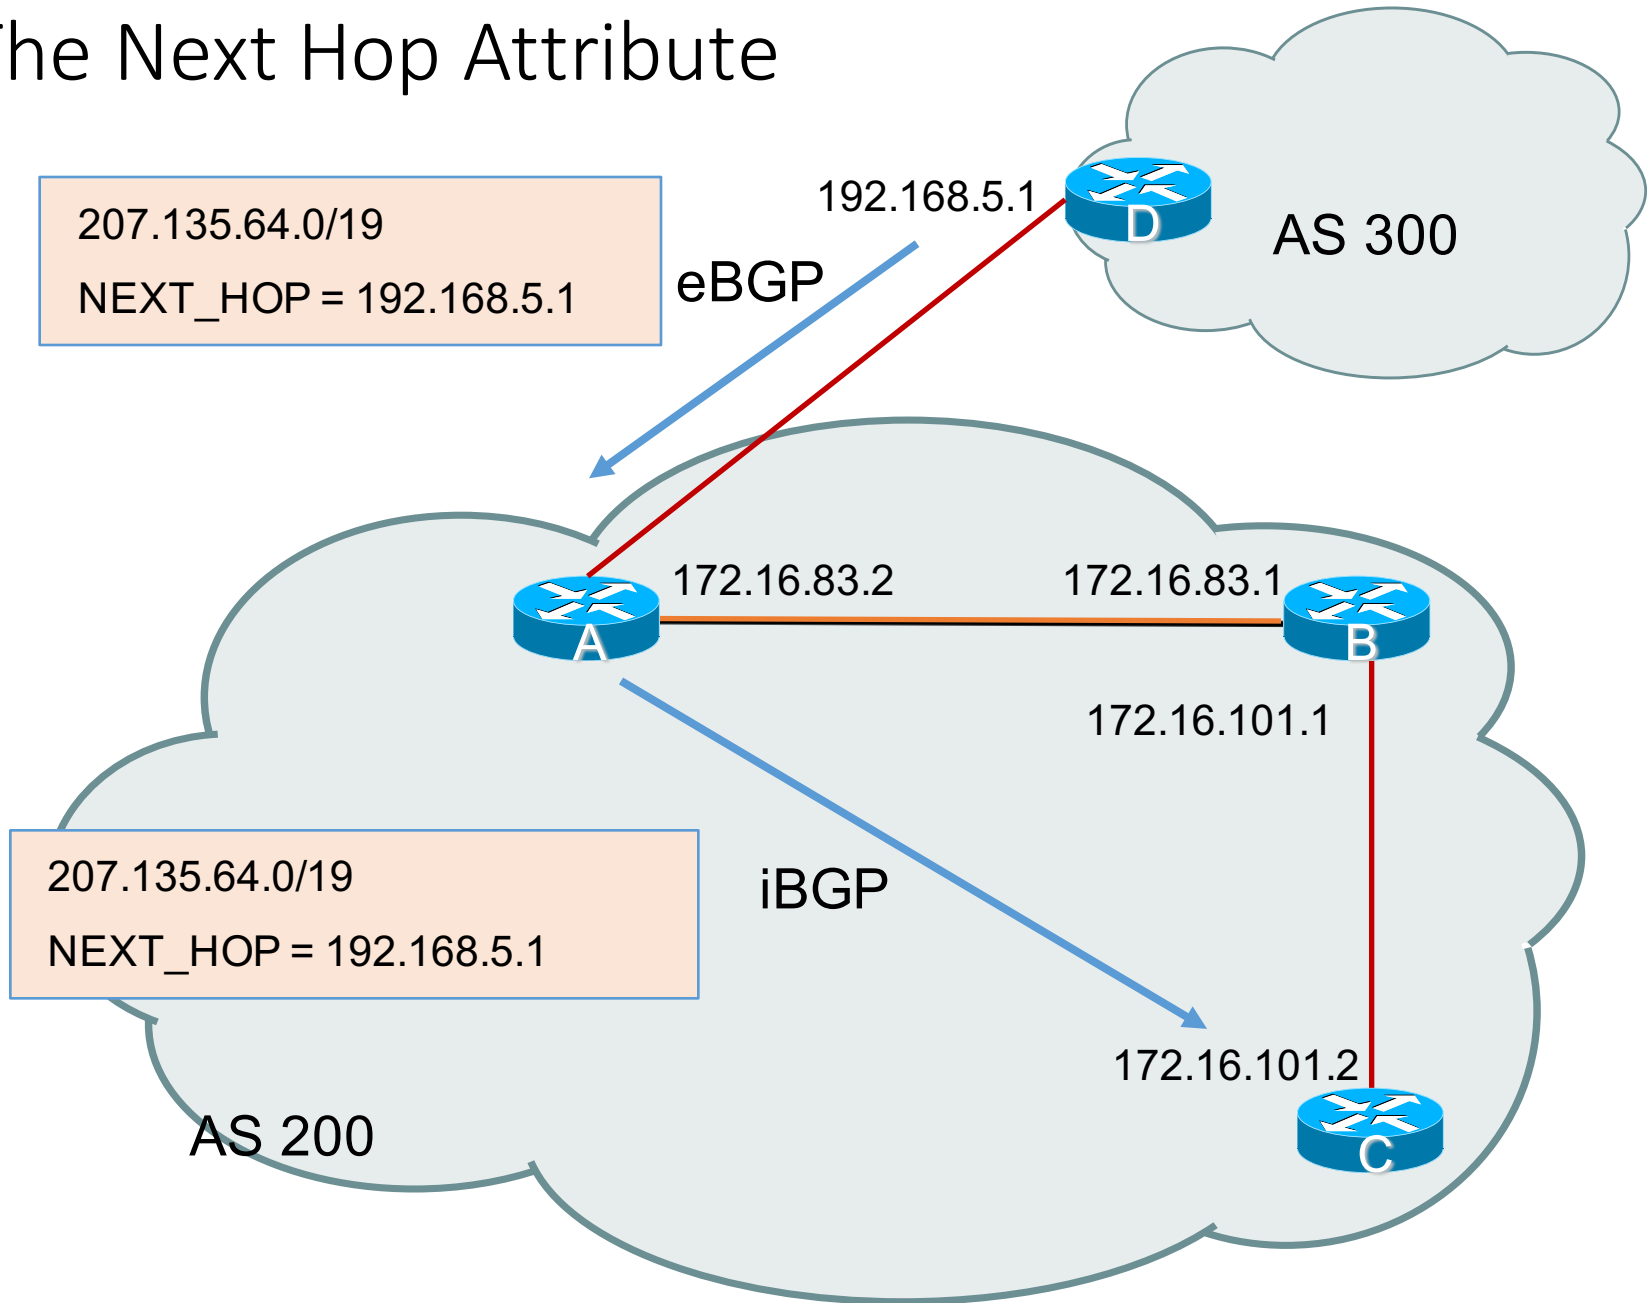 The Next Hop Attribute
207.135.64.0/19
NEXT_HOP = 192.168.5.1
192.168.5.1
eBGP
D
AS 300
172.16.83.2
172.16.83.1
A
B
172.16.101.1
207.135.64.0/19
NEXT_HOP = 192.168.5.1
iBGP
172.16.101.2
AS 200
C